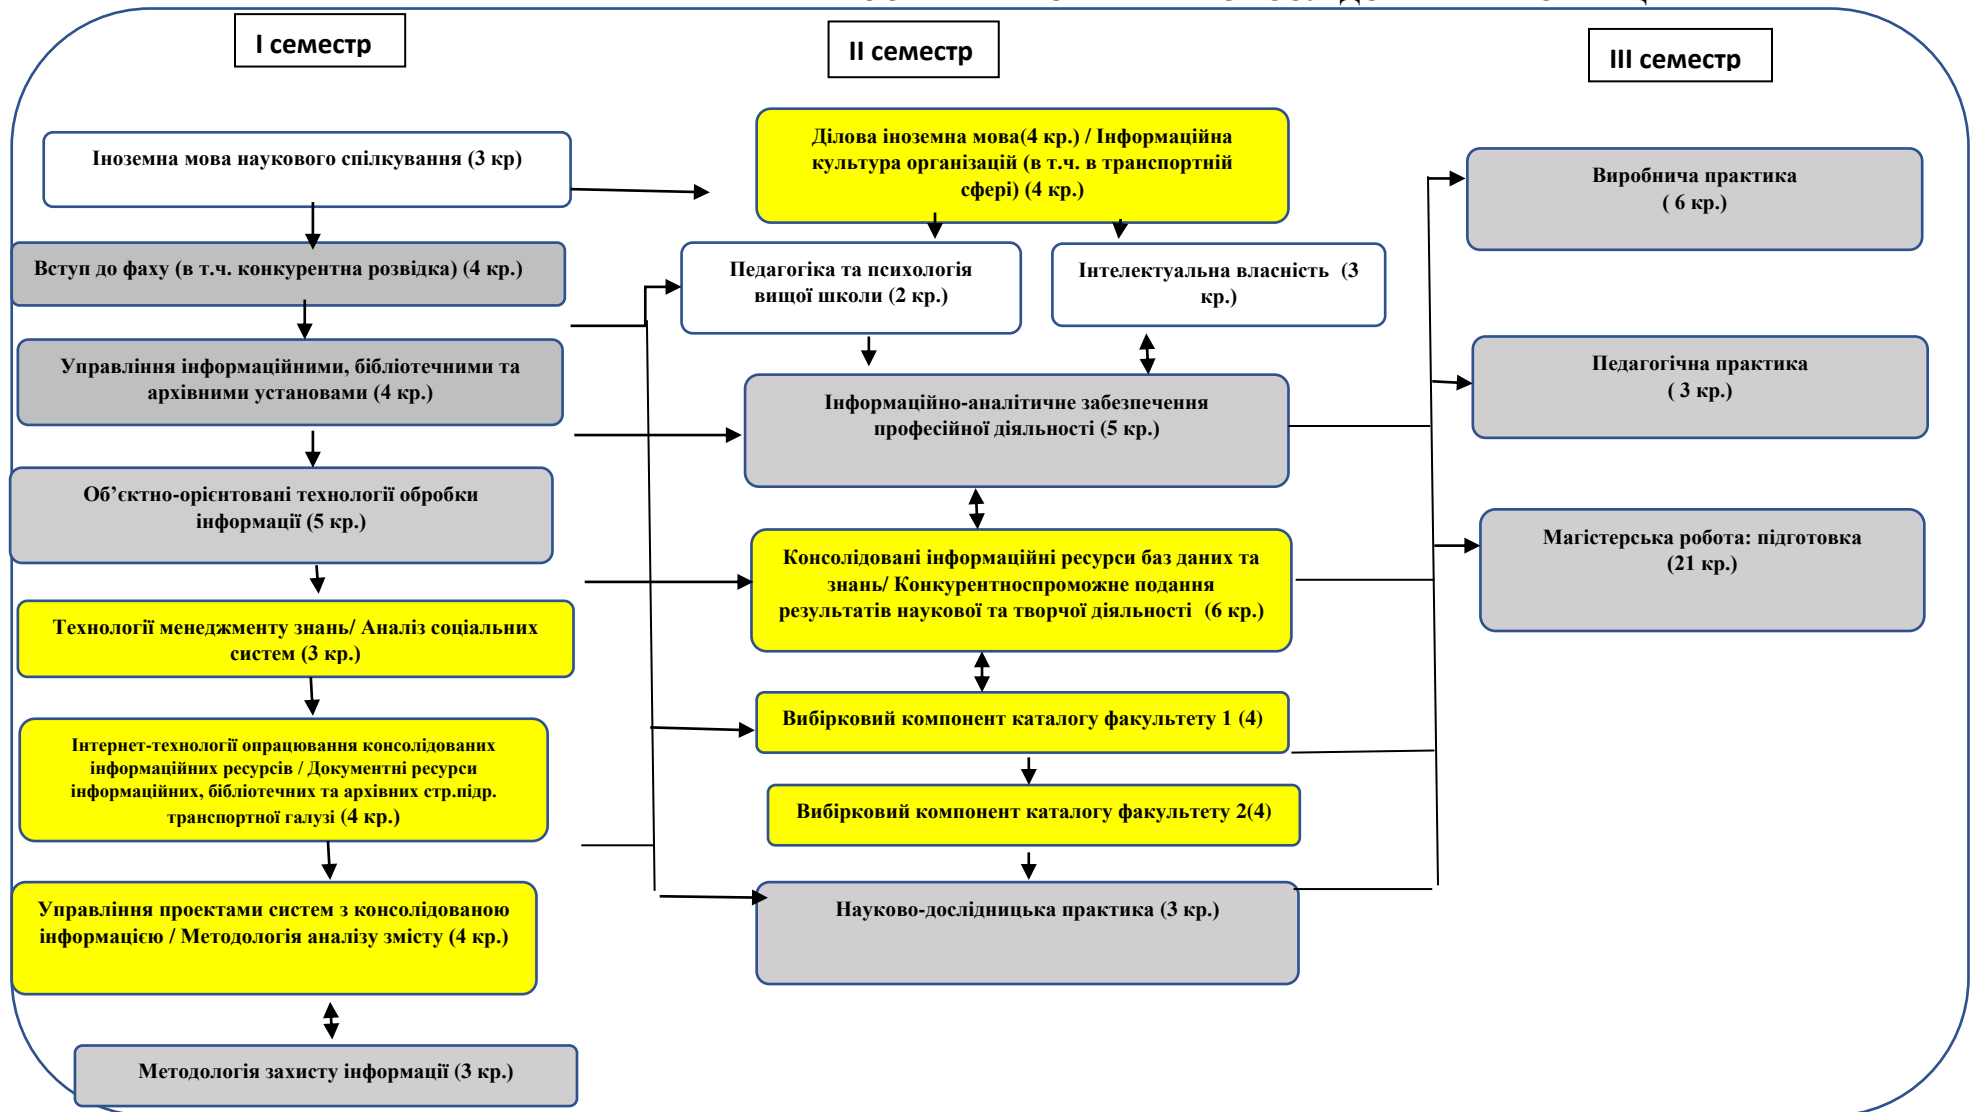 І семестр
ІІ семестр
ІІІ семестр
Іноземна мова наукового спілкування (3 кр)
Вступ до фаху (в т.ч. конкурентна розвідка) (4 кр.)
Управління інформаційними, бібліотечними та
архівними установами (4 кр.)
Об’єктно-орієнтовані технології обробки
інформації (5 кр.)
Технології менеджменту знань/ Аналіз соціальних
систем (3 кр.)
Інтернет-технології опрацювання консолідованих
інформаційних ресурсів / Документні ресурси
інформаційних, бібліотечних та архівних стр.підр.
транспортної галузі (4 кр.)
Управління проектами систем з консолідованою
інформацією / Методологія аналізу змісту (4 кр.)
Методологія захисту інформації (3 кр.)
Ділова іноземна мова(4 кр.) / Інформаційна
культура організацій (в т.ч. в транспортній
сфері) (4 кр.)
Педагогіка та психологія
вищої школи (2 кр.)
Інтелектуальна власність (3
кр.)
Інформаційно-аналітичне забезпечення
професійної діяльності (5 кр.)
Консолідовані інформаційні ресурси баз даних та
знань/ Конкурентноспроможне подання
результатів наукової та творчої діяльності (6 кр.)
Вибірковий компонент каталогу факультету 1 (4)
Вибірковий компонент каталогу факультету 2(4)
Науково-дослідницька практика (3 кр.)
Виробнича практика
( 6 кр.)
Педагогічна практика
( 3 кр.)
Магістерська робота: підготовка
(21 кр.)